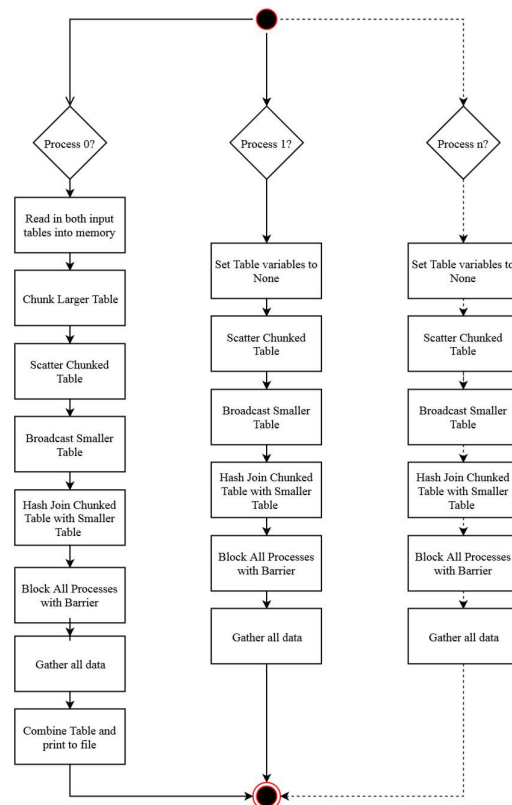 Process 0?
Read in both input
tables into memory
Chunk Larger Table
Scatter Chunked
Table
Broadcast Smaller
Table
Hash Join Chunked
Table with Smaller
Table
Block All Processes
with Barrier
Gather all data
Combine Table and
print to file
Process 1?
Set Table variables to
None
Scatter Chunked
Table
Broadcast Smaller
Table
Hash Join Chunked
Table with Smaller
Table
Block All Processes
with Barrier
Gather all data
Process n?
Set Table variables to
None
Scatter Chunked
Table
Broadcast Smaller
Table
Hash Join Chunked
Table with Smaller
Table
Block All Processes
with Barrier
Gather all data